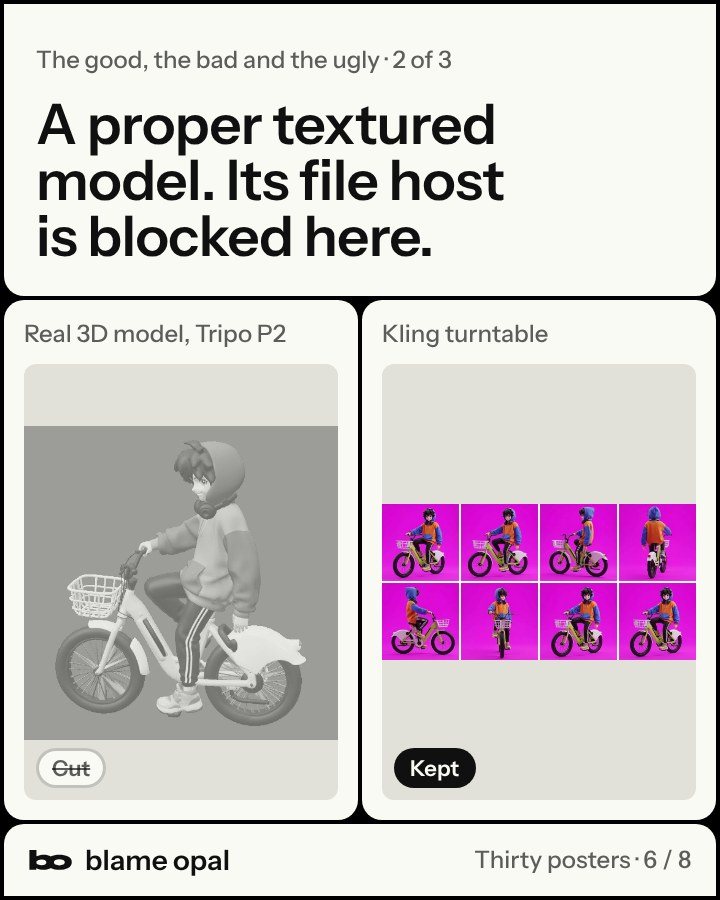 The good, the bad and the ugly · 2 of 3
A proper textured
model. Its file host
is blocked here.
Real 3D model, Tripo P2
Kling turntable
Cut
Kept
bo blame opal
Thirty posters · 6 / 8